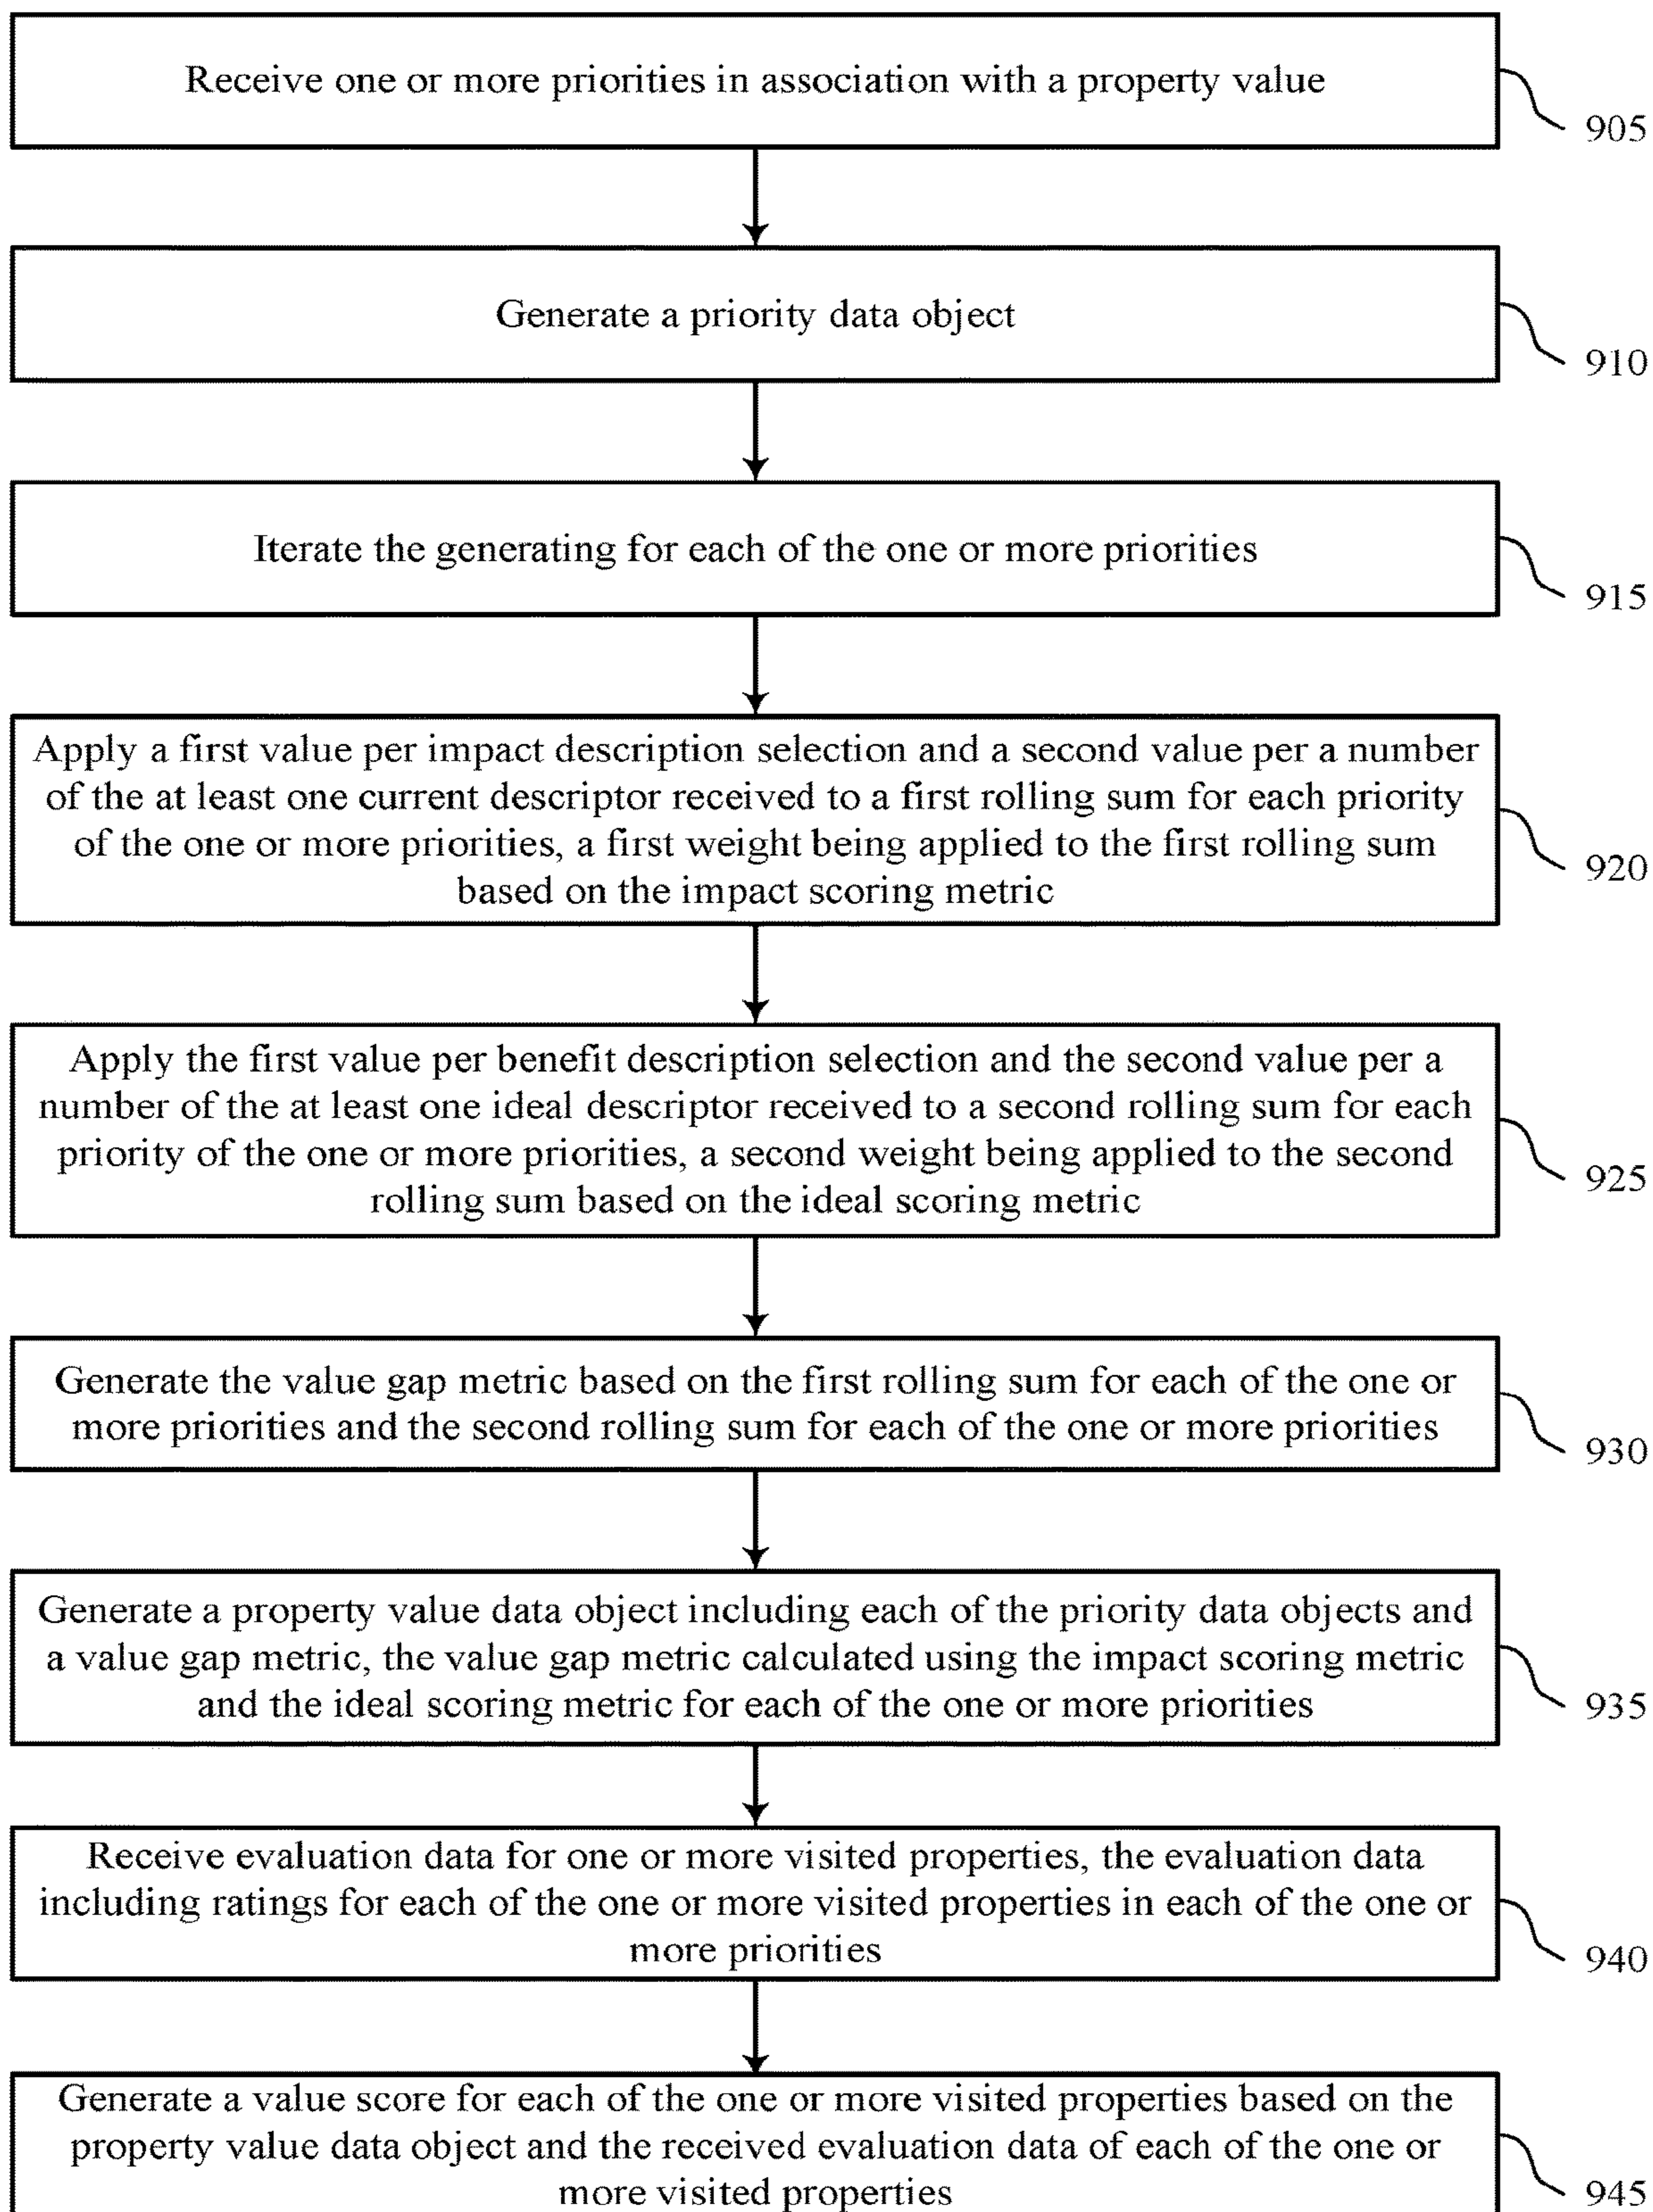 Receive one or more priorities in association with a property value
905
Generate a priority data object
910
Iterate the generating for each of the one or more priorities
915
Apply a first value per impact description selection and a second value per a number
of the at least one current descriptor received to a first rolling sum for each priority
of the one or more priorities, a first weight being applied to the first rolling sum
based on the impact scoring metric
920
Apply the first value per benefit description selection and the second value per a
number of the at least one ideal descriptor received to a second rolling sum for each
priority of the one or more priorities, a second weight being applied to the second
rolling sum based on the ideal scoring metric
925
Generate the value gap metric based on the first rolling sum for each of the one or
more priorities and the second rolling sum for each of the one or more priorities
930
Generate a property value data object including each of the priority data objects and
a value gap metric, the value gap metric calculated using the impact scoring metric
and the ideal scoring metric for each of the one or more priorities
935
Receive evaluation data for one or more visited properties, the evaluation data
including ratings for each of the one or more visited properties in each of the one or
more priorities
940
Generate a value score for each of the one or more visited properties based on the
property value data object and the received evaluation data of each of the one or
more visited properties
945